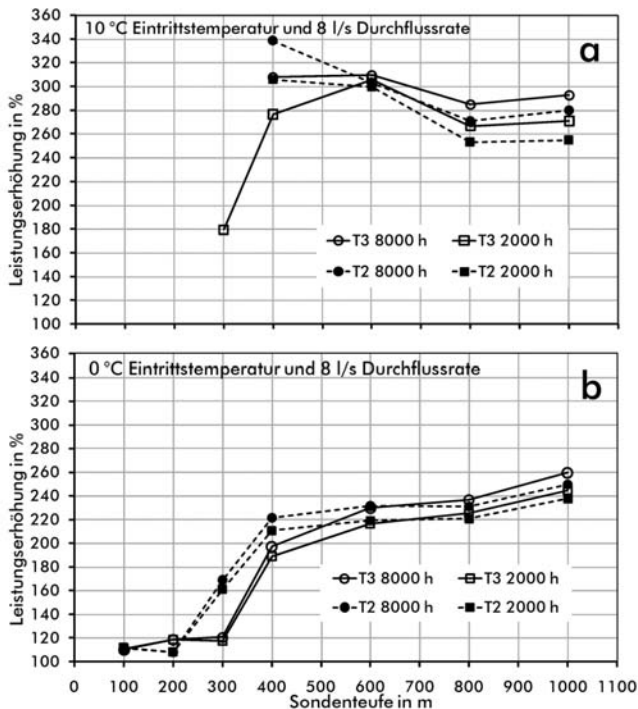 360
10 °C Eintrittstemperatur und 8 l/s Durchflussrate
a
340
320
300
280
260
240
220
200
180
160
140
120
100
Leistungserhöhung in %
T3 8000 h
T3 2000 h
T2 8000 h
T2 2000 h
360
0 °C Eintrittstemperatur und 8 l/s Durchflussrate
b
340
320
300
280
260
240
220
200
180
160
140
120
100
Leistungserhöhung in %
T3 8000 h
T3 2000 h
T2 8000 h
T2 2000 h
0 100 200 300 400 500 600 700 800 900 1000 1100
Sondenteufe in m